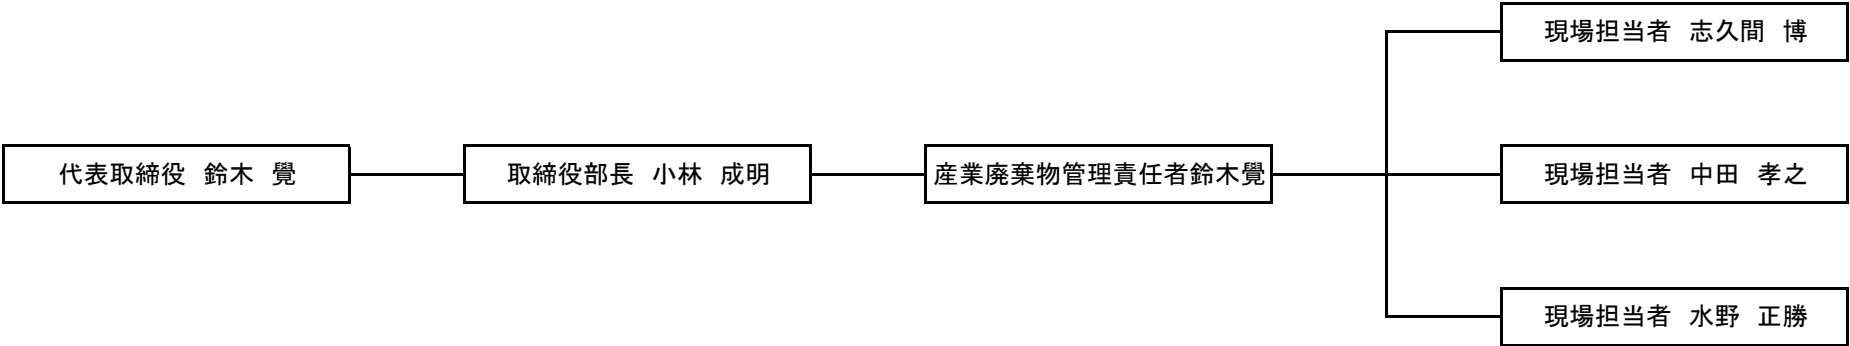 代表取締役　鈴木　覺
取締役部長　小林　成明
産業廃棄物管理責任者鈴木覺
現場担当者　志久間　博
現場担当者　中田　孝之
現場担当者　水野　正勝